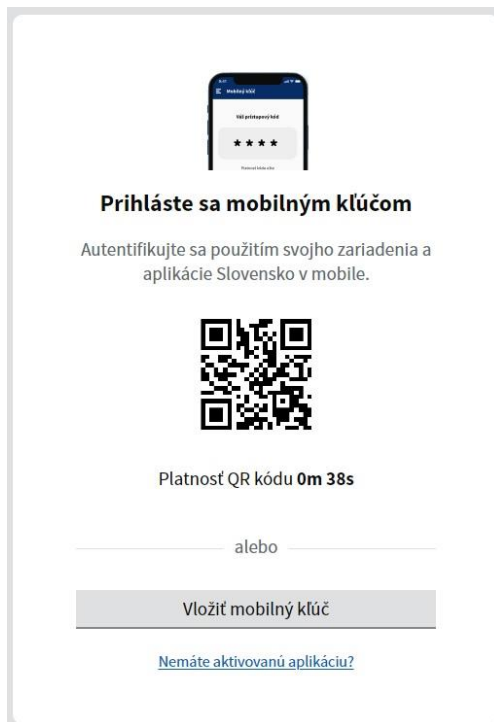 Mobilný kľúč
Váš prístupový kód
★ ★ ★ ★
Prihláste sa mobilným kľúčom
Autentifikujte sa použitím svojho zariadenia a
aplikácie Slovensko v mobile.
Platnosť QR kódu 0m 38s
alebo
Vložiť mobilný kľúč
Nemáte aktivovanú aplikáciu?